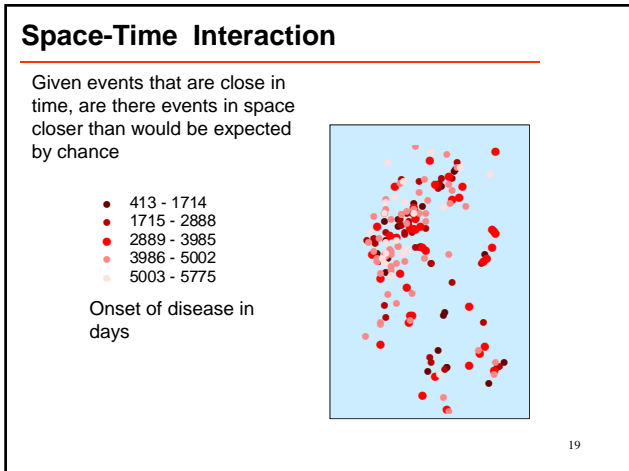 Space-Time Interaction
Given events that are close in
time, are there events in space
closer than would be expected
by chance
413 - 1714
1715 - 2888
2889 - 3985
3986 - 5002
5003 - 5775
Onset of disease in
days
19